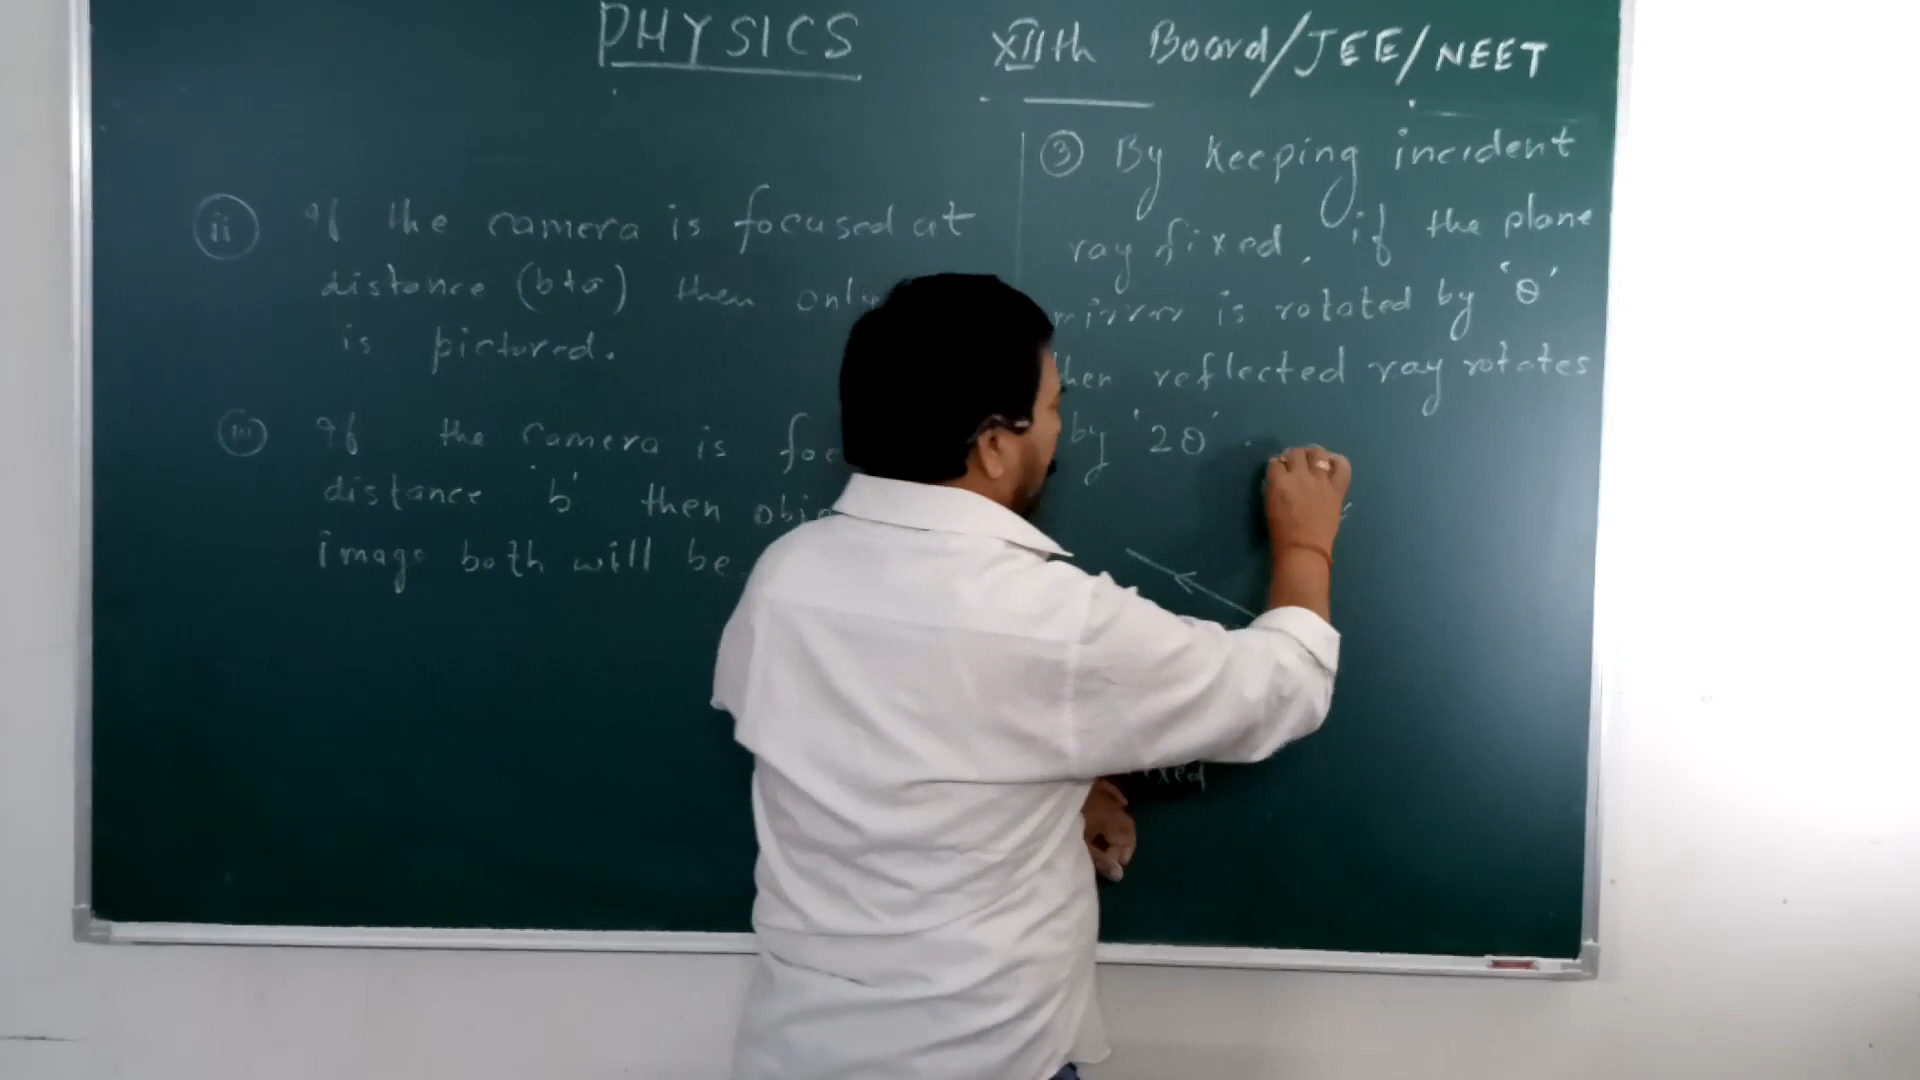 PHYSICS
XIIth Board/JEE/NEET
(ii) If the camera is focused at
distance (b+a) then only
is pictured.
(iii) If the camera is foc
distance 'b' then obj
image both will be
(3) By keeping incident
ray fixed, if the plane
mirror is rotated by 'θ'
then reflected ray rotates
by '2θ'.